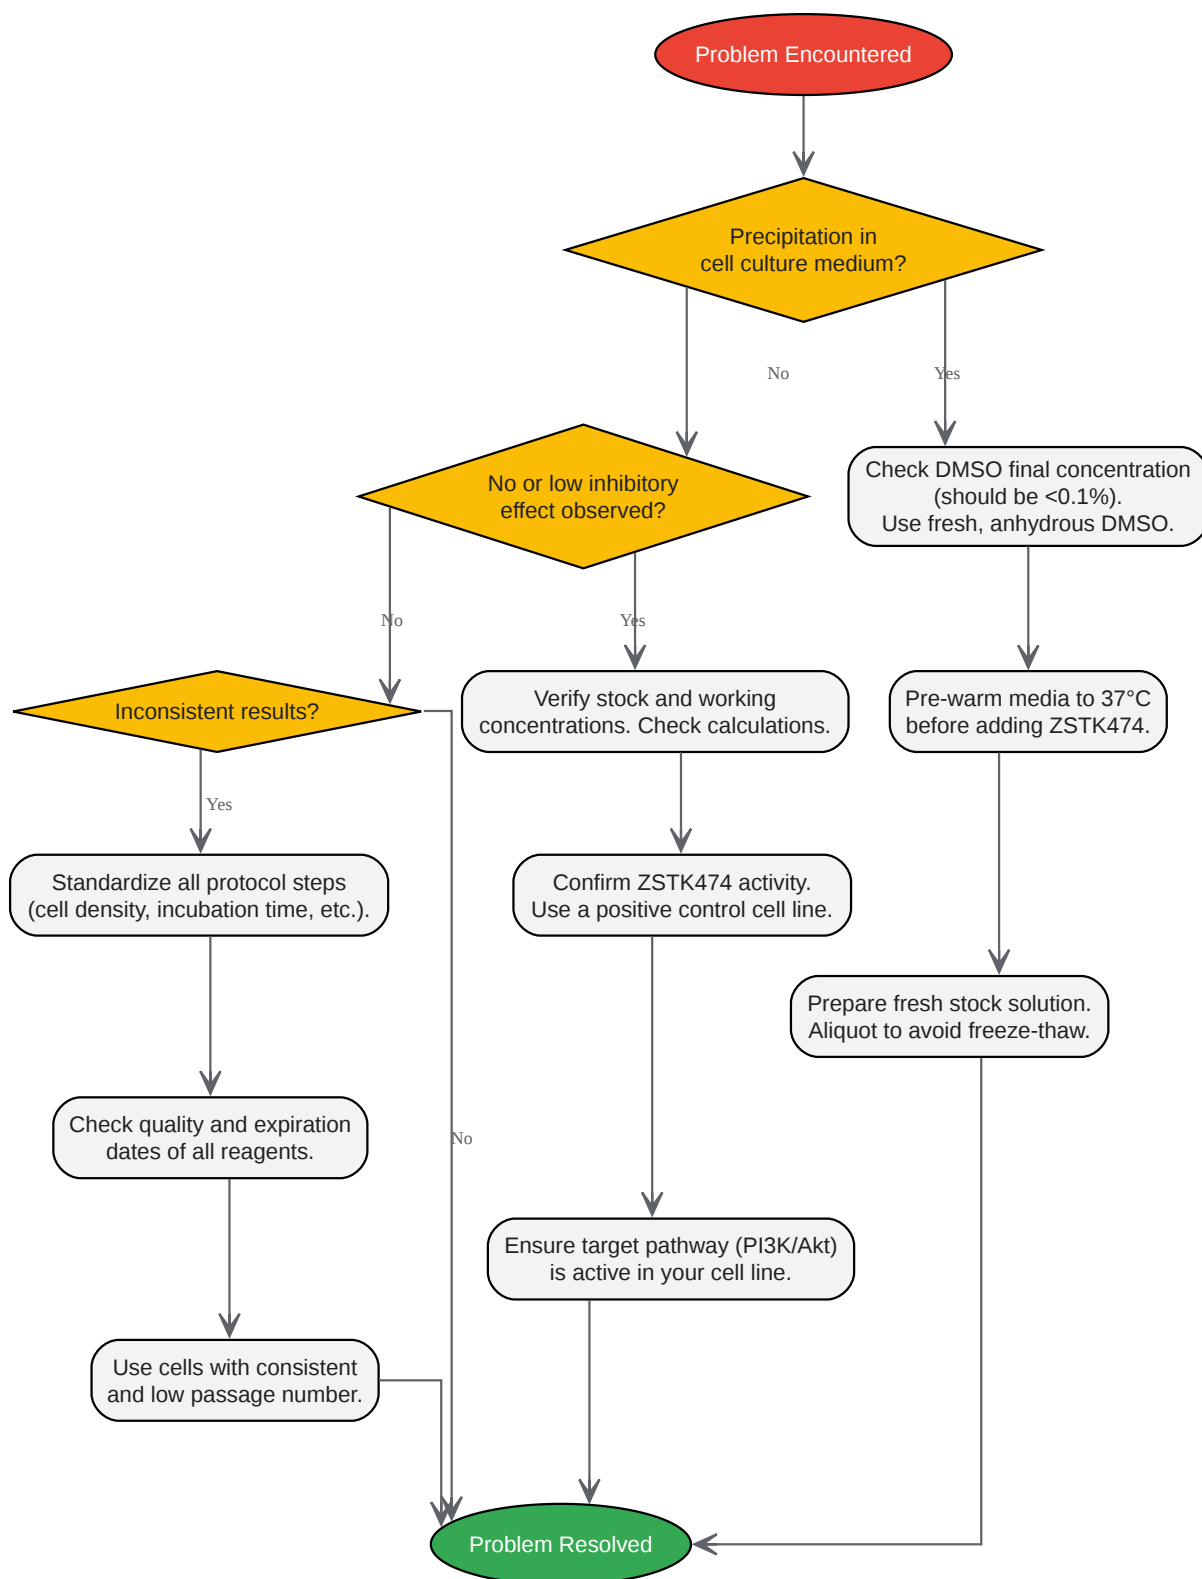 Problem Encountered
Precipitation in
cell culture medium?
No
Yes
No or low inhibitory
effect observed?
Check DMSO final concentration
(should be <0.1%).
Use fresh, anhydrous DMSO.
No
Yes
Inconsistent results?
Verify stock and working
concentrations. Check calculations.
Pre-warm media to 37°C
before adding ZSTK474.
Yes
Standardize all protocol steps
(cell density, incubation time, etc.).
Confirm ZSTK474 activity.
Use a positive control cell line.
Prepare fresh stock solution.
Aliquot to avoid freeze-thaw.
Check quality and expiration
dates of all reagents.
No
Ensure target pathway (PI3K/Akt)
is active in your cell line.
Use cells with consistent
and low passage number.
Problem Resolved